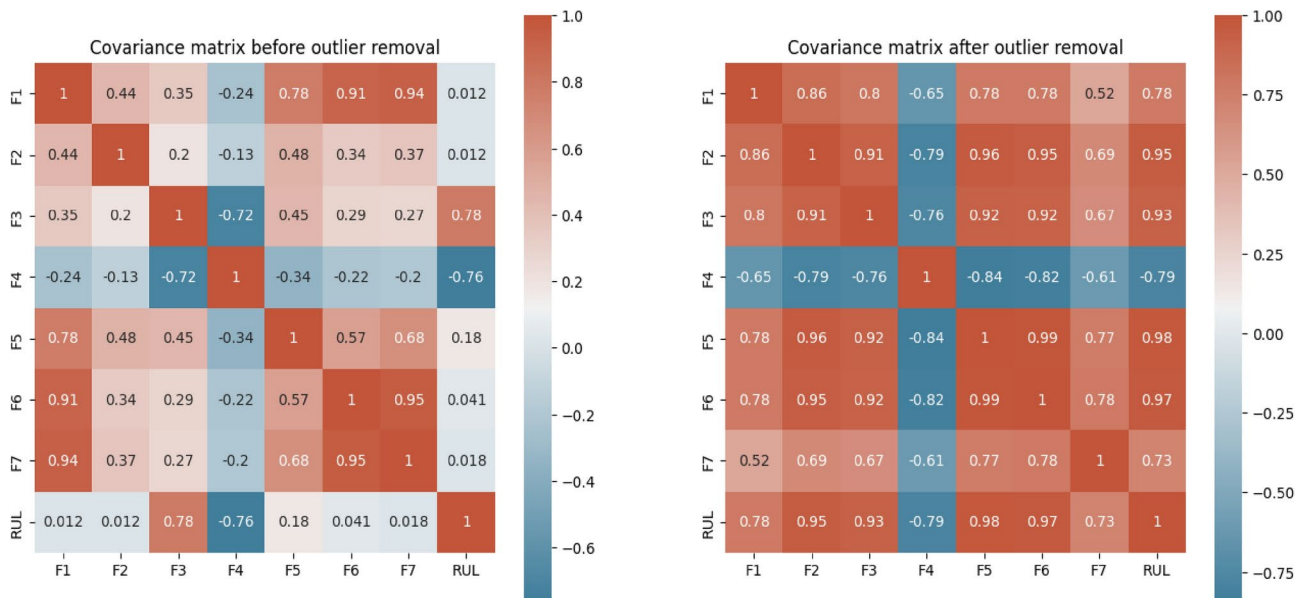 Covariance matrix before outlier removal
F1 1 0.44 0.35 -0.24 0.78 0.91 0.94 0.012
F2 0.44 1 0.2 -0.13 0.48 0.34 0.37 0.012
F3 0.35 0.2 1 -0.72 0.45 0.29 0.27 0.78
F4 -0.24 -0.13 -0.72 1 -0.34 -0.22 -0.2 -0.76
F5 0.78 0.48 0.45 -0.34 1 0.57 0.68 0.18
F6 0.91 0.34 0.29 -0.22 0.57 1 0.95 0.041
F7 0.94 0.37 0.27 -0.2 0.68 0.95 1 0.018
RUL 0.012 0.012 0.78 -0.76 0.18 0.041 0.018 1
F1 F2 F3 F4 F5 F6 F7 RUL
1.0
0.8
0.6
0.4
0.2
0.0
−0.2
−0.4
−0.6
Covariance matrix after outlier removal
F1 1 0.86 0.8 -0.65 0.78 0.78 0.52 0.78
F2 0.86 1 0.91 -0.79 0.96 0.95 0.69 0.95
F3 0.8 0.91 1 -0.76 0.92 0.92 0.67 0.93
F4 -0.65 -0.79 -0.76 1 -0.84 -0.82 -0.61 -0.79
F5 0.78 0.96 0.92 -0.84 1 0.99 0.77 0.98
F6 0.78 0.95 0.92 -0.82 0.99 1 0.78 0.97
F7 0.52 0.69 0.67 -0.61 0.77 0.78 1 0.73
RUL 0.78 0.95 0.93 -0.79 0.98 0.97 0.73 1
F1 F2 F3 F4 F5 F6 F7 RUL
1.00
0.75
0.50
0.25
0.00
−0.25
−0.50
−0.75